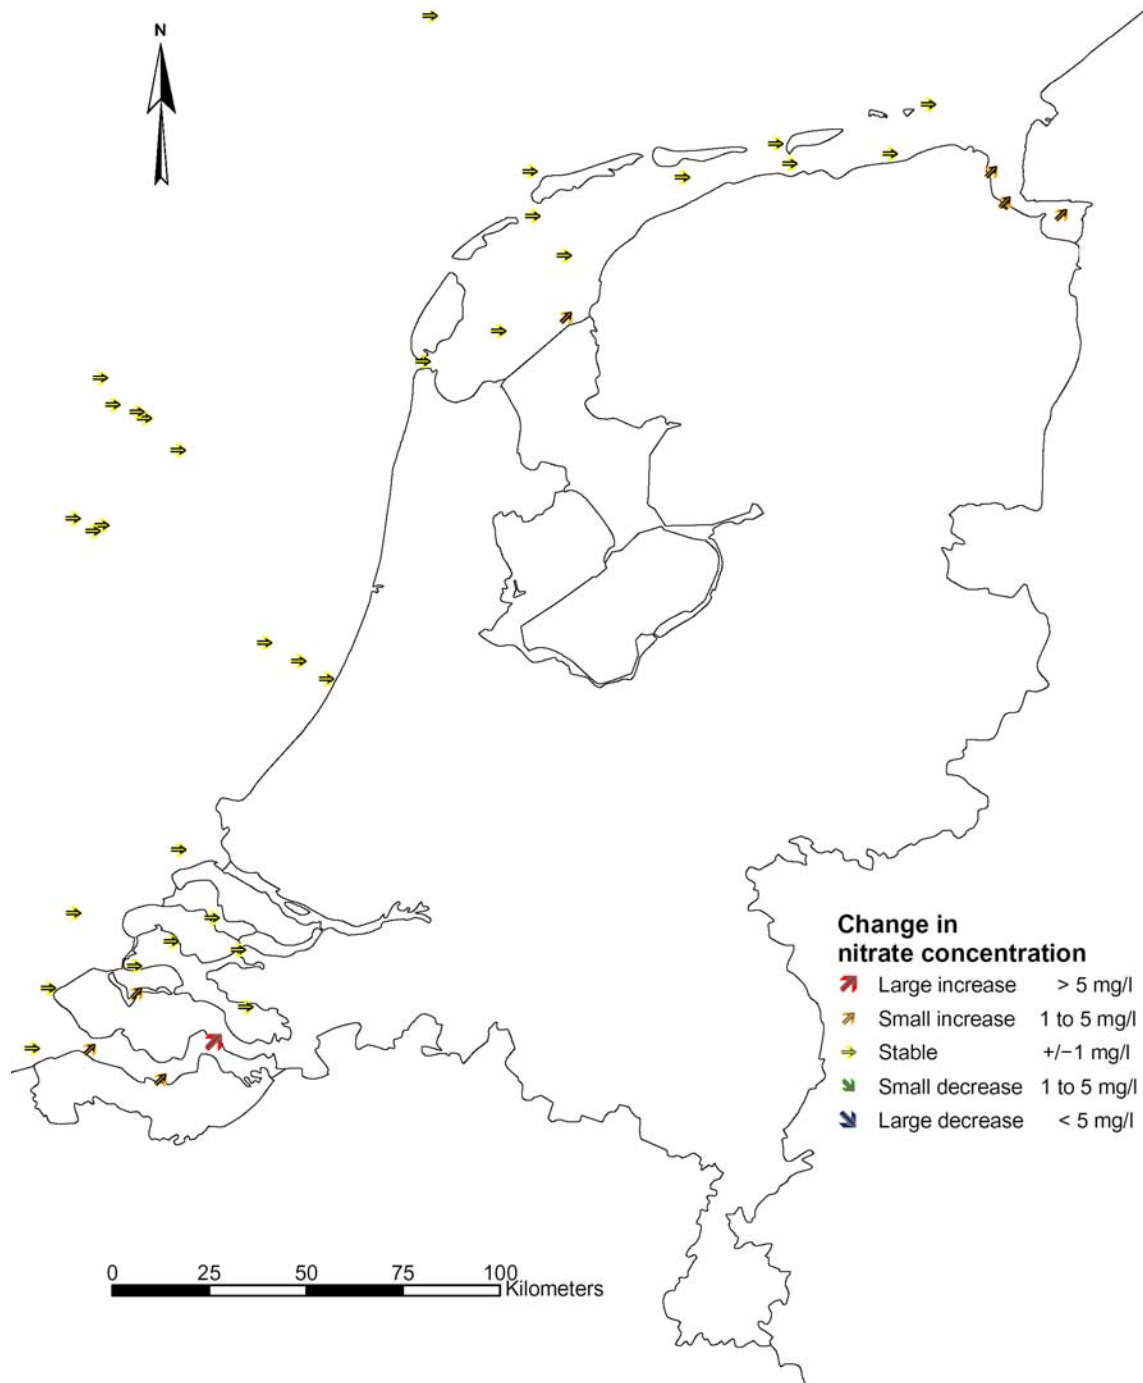 N
Change in
nitrate concentration
Large increase > 5 mg/l
Small increase 1 to 5 mg/l
Stable +/−1 mg/l
Small decrease 1 to 5 mg/l
Large decrease < 5 mg/l
0 25 50 75 100
Kilometers